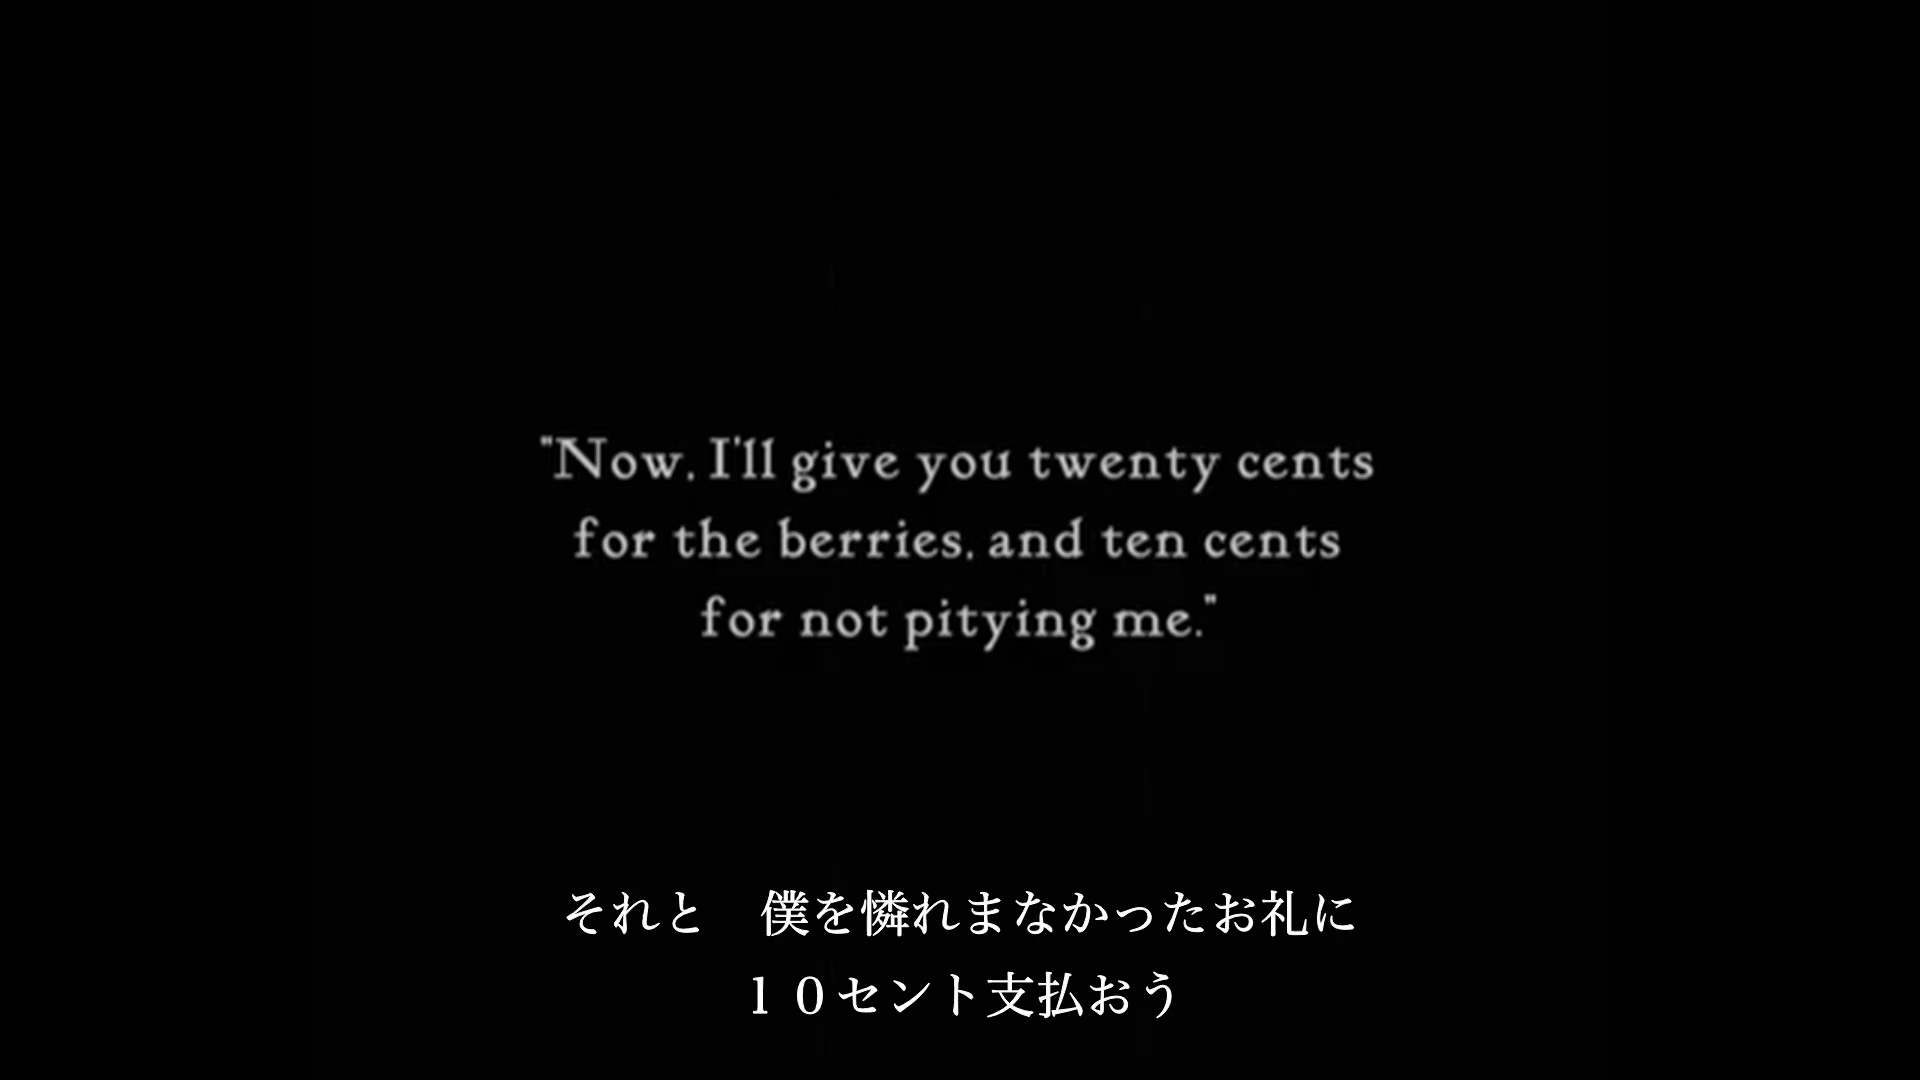 "Now, I'll give you twenty cents
for the berries, and ten cents
for not pitying me."
それと　僕を憐れまなかったお礼に
１０セント支払おう